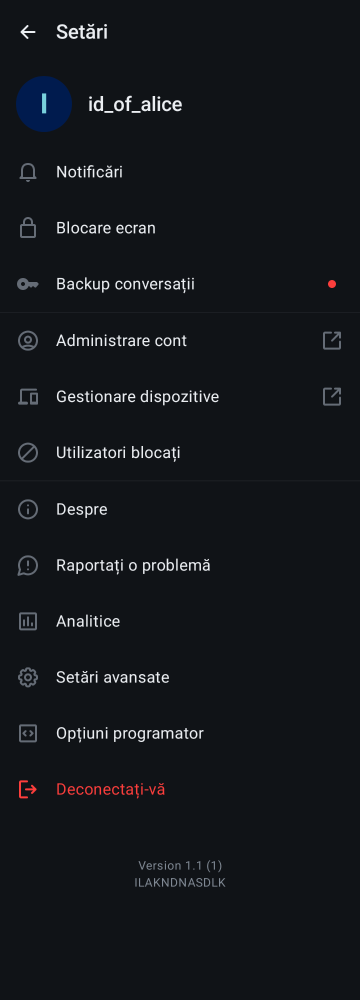 Setări
I
id_of_alice
Notificări
Blocare ecran
Backup conversații
Administrare cont
Gestionare dispozitive
Utilizatori blocați
Despre
Raportați o problemă
Analitice
Setări avansate
Opțiuni programator
Deconectați-vă
Version 1.1 (1)
ILAKNDNASDLK